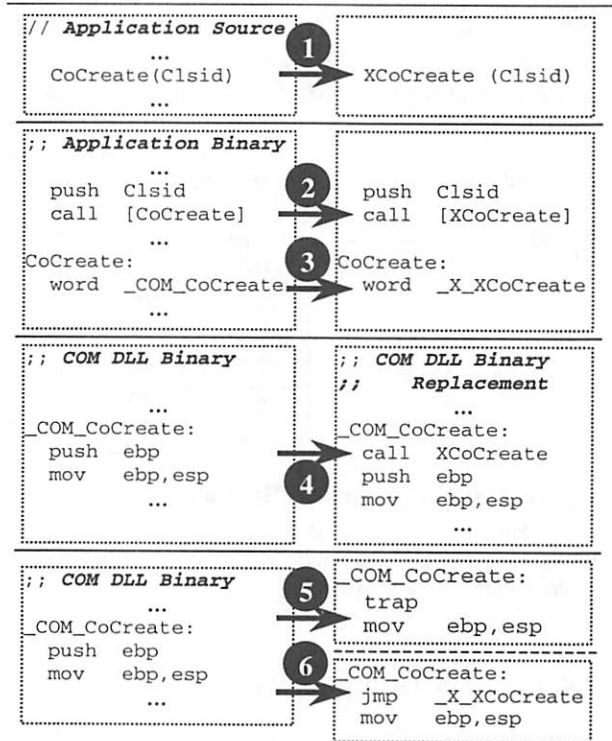 // Application Source
...
CoCreate(Clsid)
...
1
XCoCreate (Clsid)
;; Application Binary
...
push Clsid
call [CoCreate]
...
CoCreate:
word _COM_CoCreate
...
2
3
push Clsid
call [XCoCreate]
CoCreate:
word _X_XCoCreate
;; COM DLL Binary
...
_COM_CoCreate:
push ebp
mov ebp,esp
...
4
;; COM DLL Binary
;; Replacement
...
_COM_CoCreate:
call XCoCreate
push ebp
mov ebp,esp
...
;; COM DLL Binary
...
_COM_CoCreate:
push ebp
mov ebp,esp
...
5
6
_COM_CoCreate:
trap
mov ebp,esp
_COM_CoCreate:
jmp _X_XCoCreate
mov ebp,esp